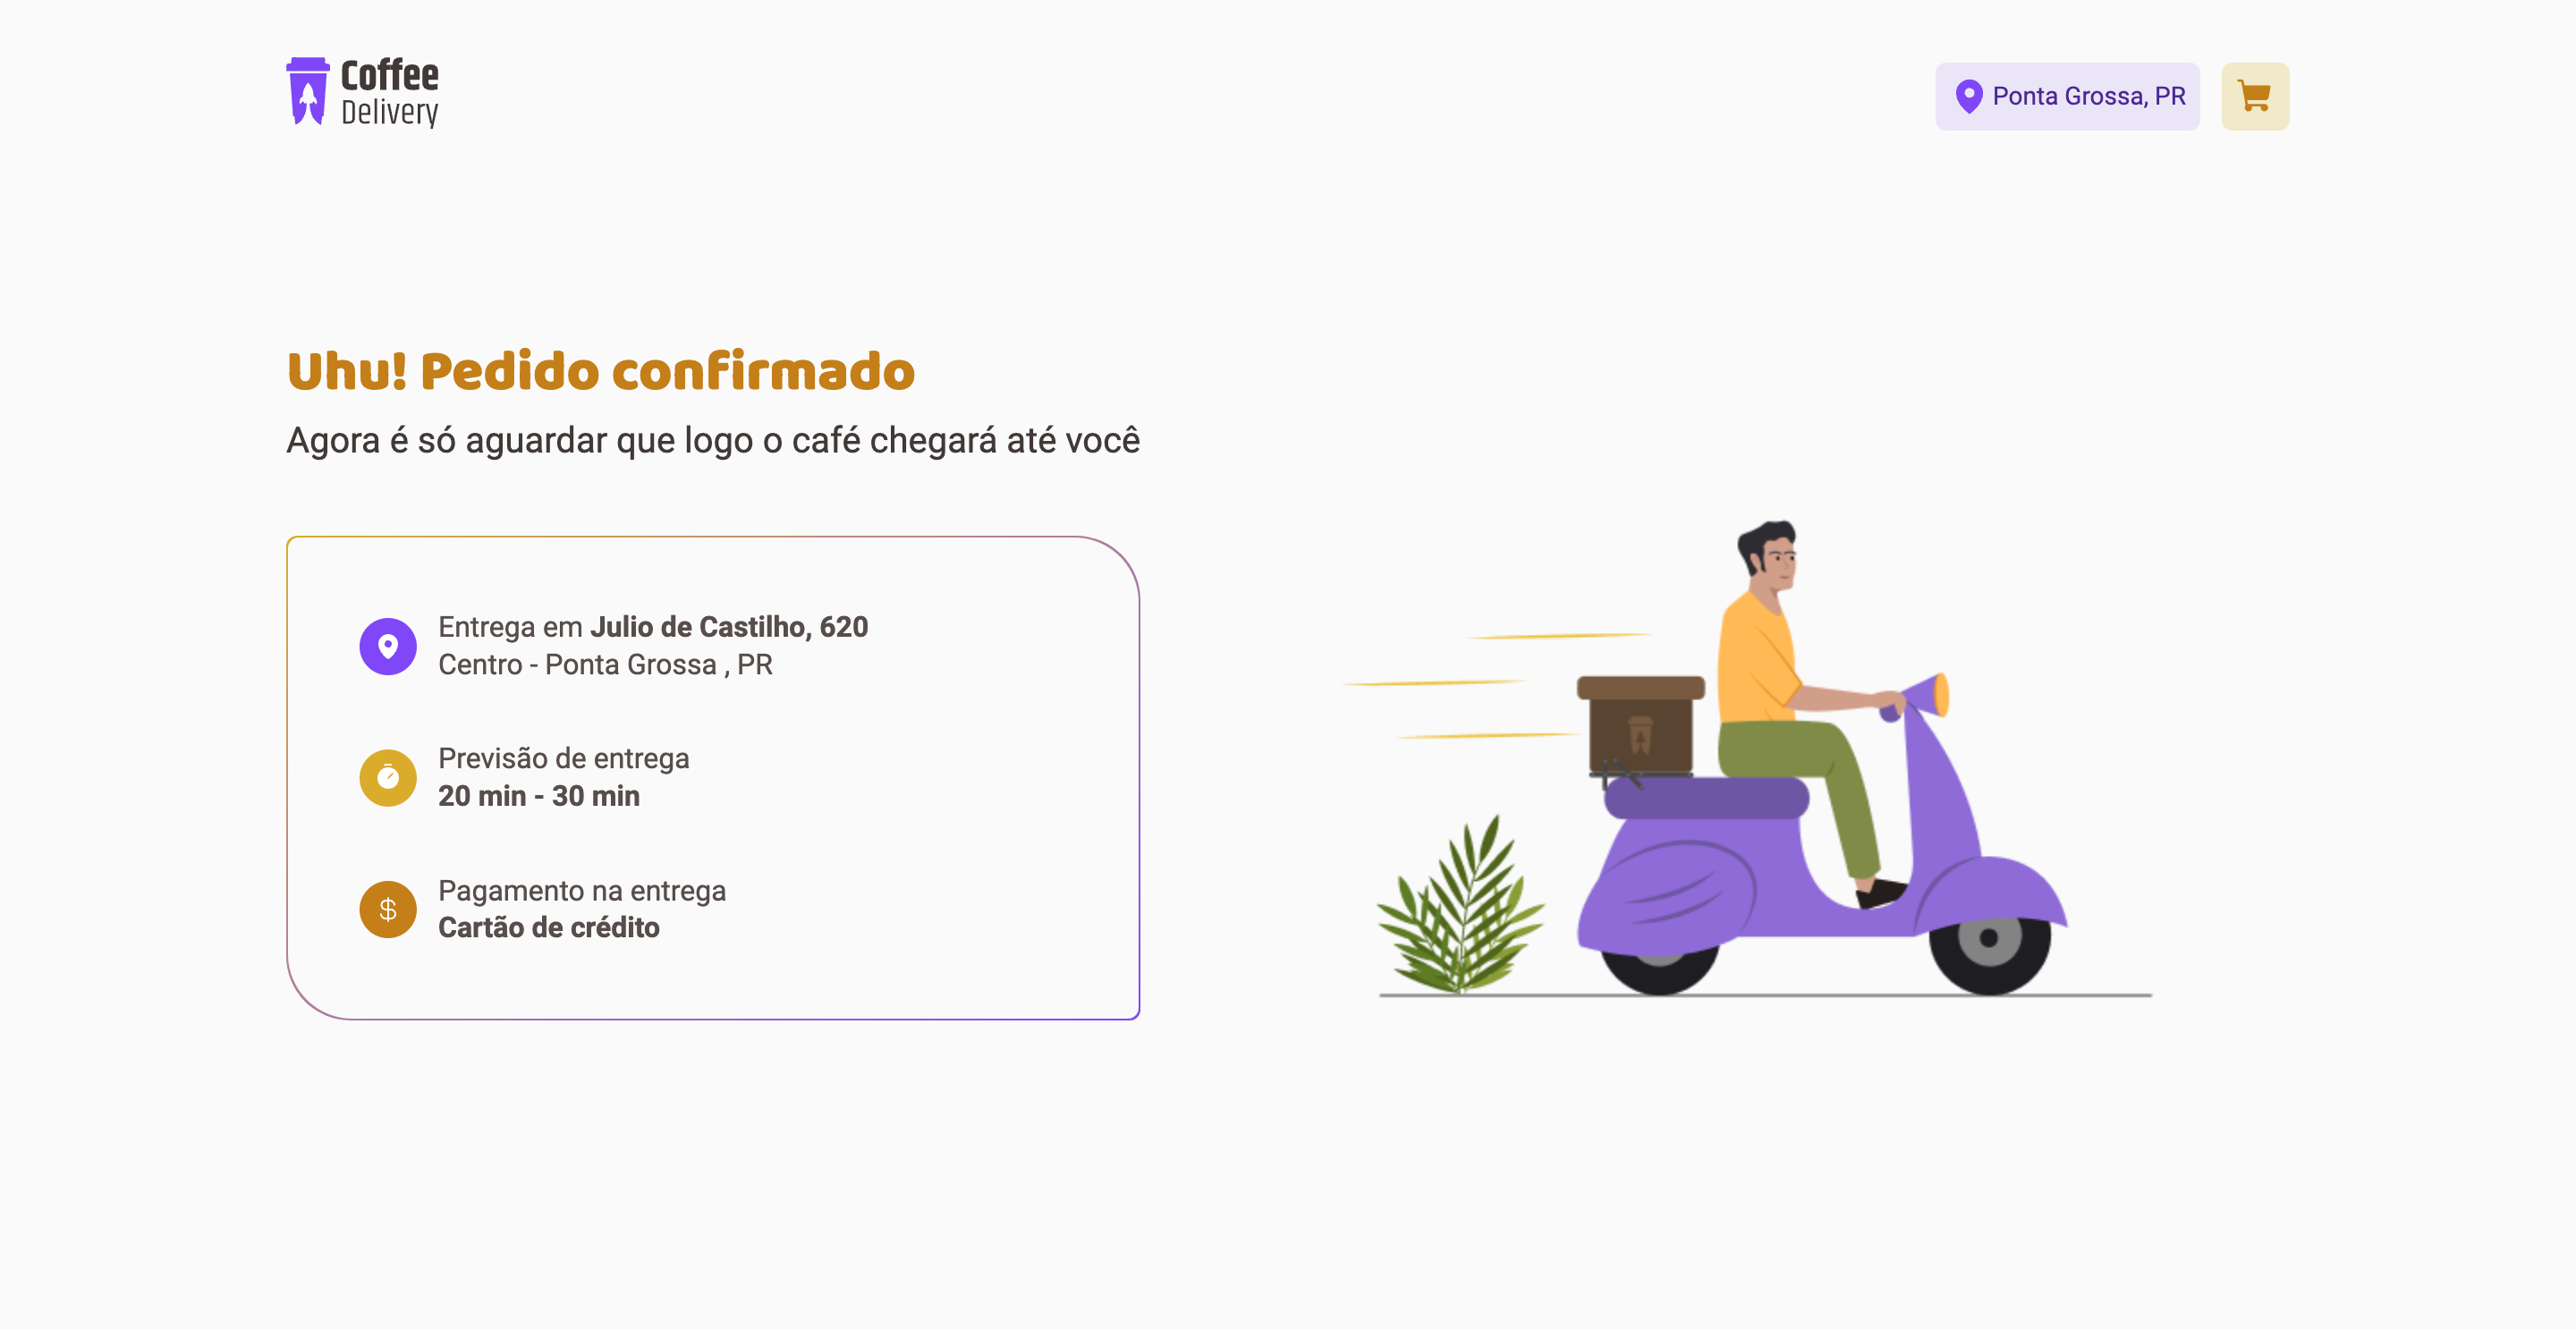 Coffee
Delivery
Ponta Grossa, PR
Uhu! Pedido confirmado
Agora é só aguardar que logo o café chegará até você
Entrega em Julio de Castilho, 620
Centro - Ponta Grossa , PR
Previsão de entrega
20 min - 30 min
$
Pagamento na entrega
Cartão de crédito